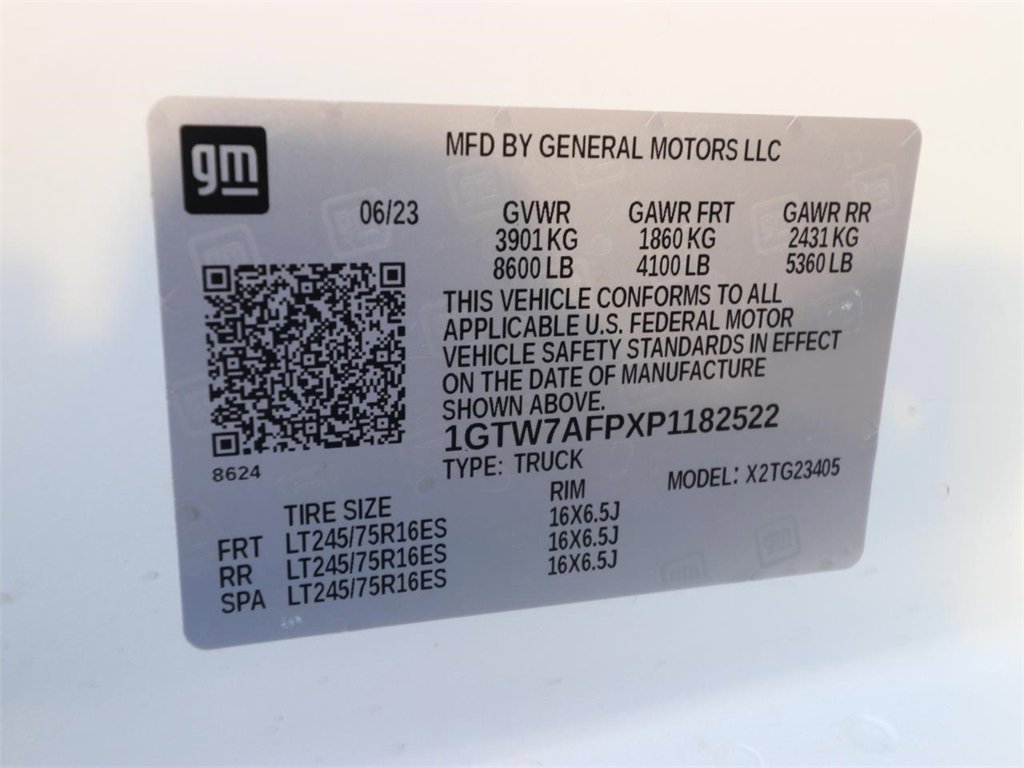 gm
MFD BY GENERAL MOTORS LLC
06/23 GVWR GAWR FRT GAWR RR
3901 KG 1860 KG 2431 KG
8600 LB 4100 LB 5360 LB
THIS VEHICLE CONFORMS TO ALL
APPLICABLE U.S. FEDERAL MOTOR
VEHICLE SAFETY STANDARDS IN EFFECT
ON THE DATE OF MANUFACTURE
SHOWN ABOVE.
1GTW7AFPXP1182522
8624
TYPE: TRUCK MODEL: X2TG23405
TIRE SIZE RIM
FRT LT245/75R16ES 16X6.5J
RR LT245/75R16ES 16X6.5J
SPA LT245/75R16ES 16X6.5J